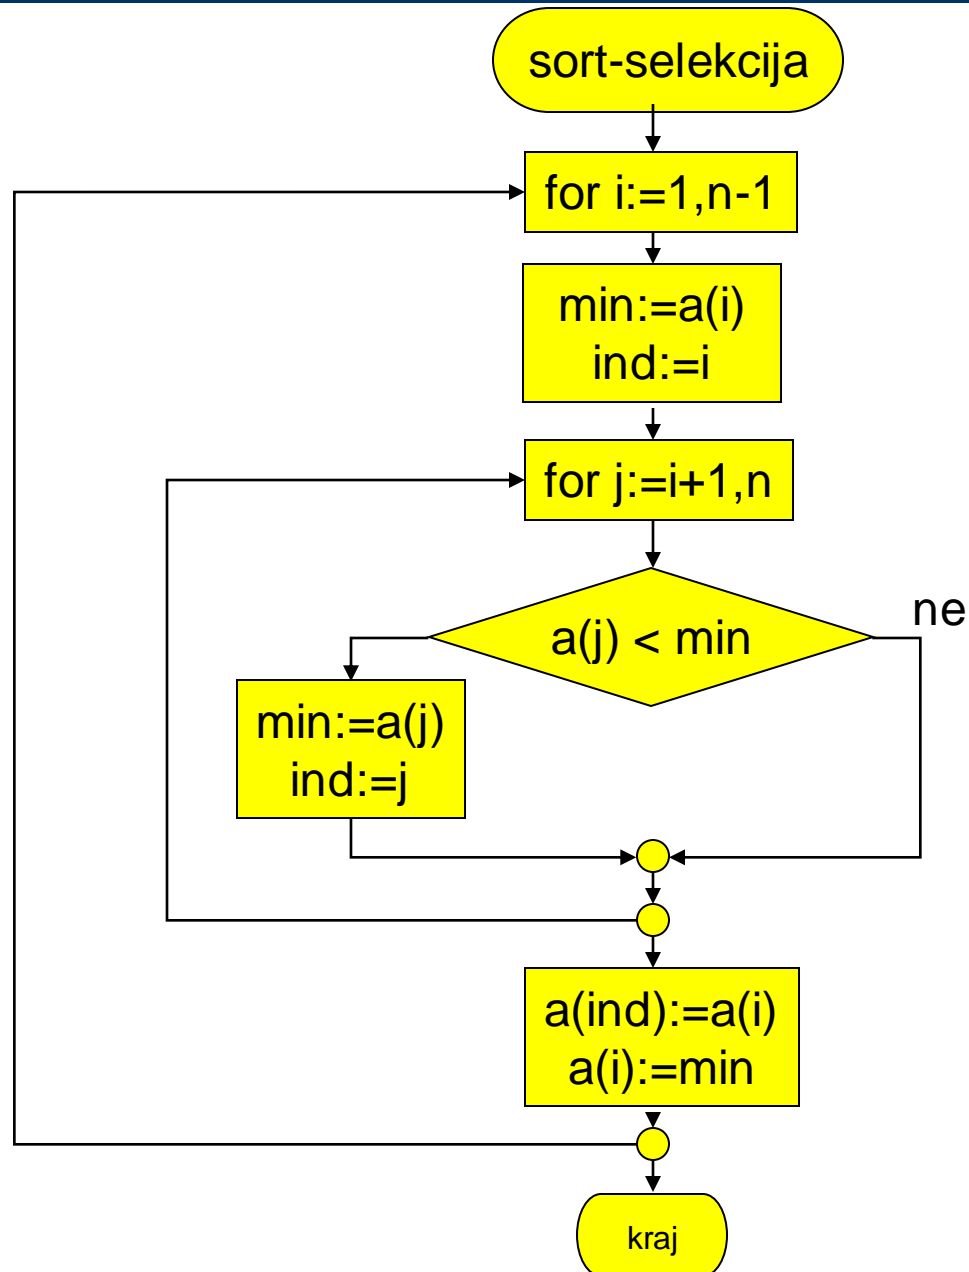 sort-selekcija
for i:=1,n-1
min:=a(i)
ind:=i
for j:=i+1,n
a(j) < min
ne
min:=a(j)
ind:=j
a(ind):=a(i)
a(i):=min
kraj